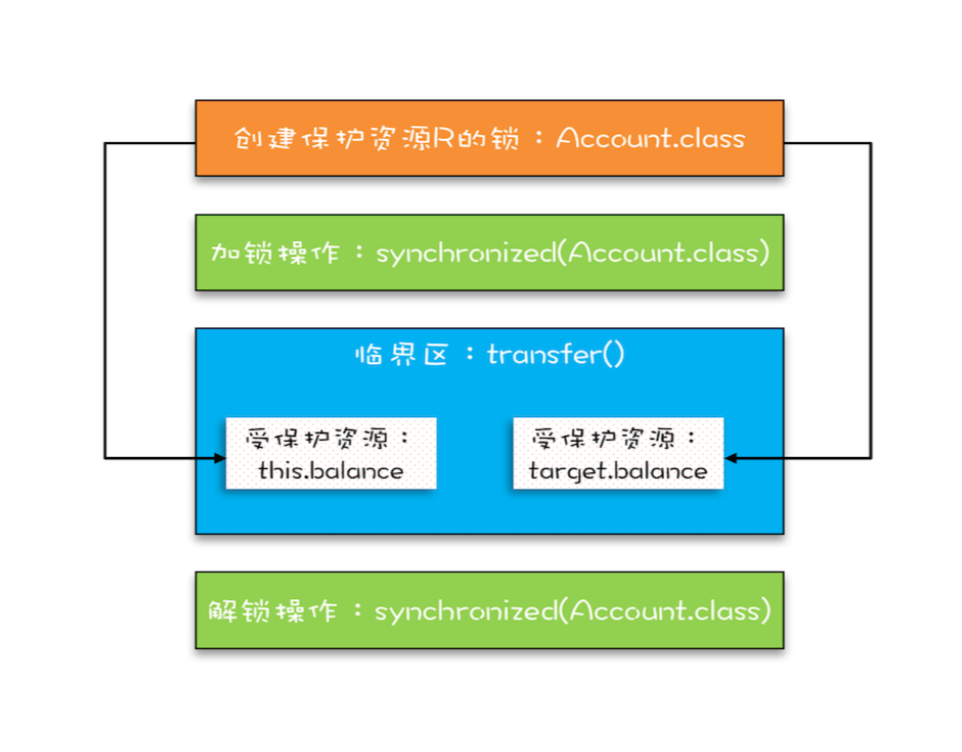 创建保护资源R的锁：Account.class
加锁操作：synchronized(Account.class)
临界区：transfer()
受保护资源：
this.balance
受保护资源：
target.balance
解锁操作：synchronized(Account.class)